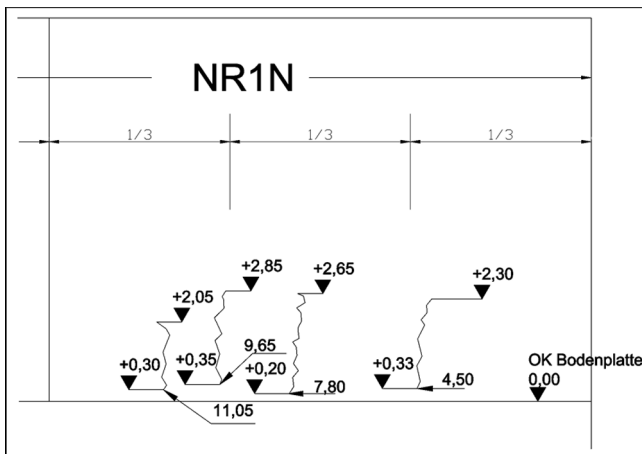 NR1N
1/3 1/3 1/3
+2,85 +2,65
+2,30
+2,05
9,65
OK Bodenplatte
+0,30 +0,35 +0,20 +0,33 0,00
7,80 4,50
11,05